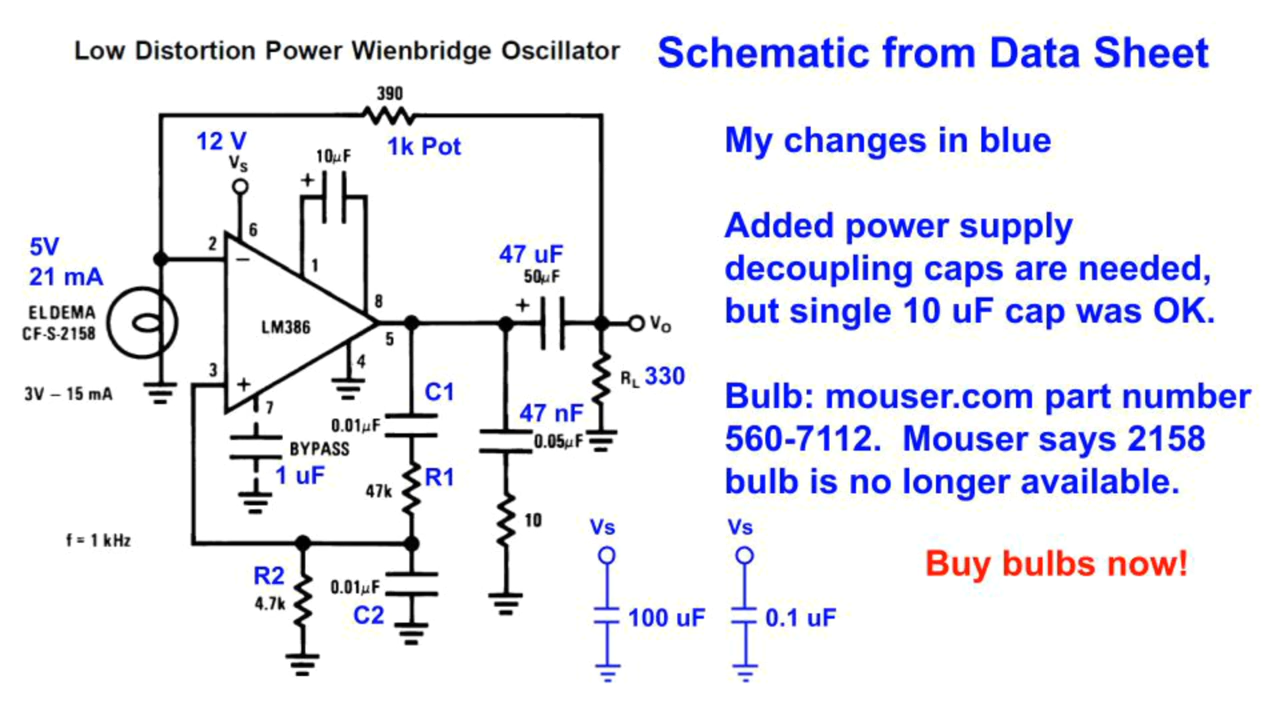 Low Distortion Power Wienbridge Oscillator
Schematic from Data Sheet
390
1k Pot
12 V
VS
10µF
+
6
2
−
1
5V
21 mA
ELDEMA
CF-S-2158
3V – 15 mA
LM386
8
5
4
47 uF
50µF
+
VO
RL 330
3
+
7
BYPASS
1 uF
C1
0.01µF
R1
47k
47 nF
0.05µF
10
f = 1 kHz
R2
4.7k
0.01µF
C2
My changes in blue
Added power supply
decoupling caps are needed,
but single 10 uF cap was OK.
Bulb: mouser.com part number
560-7112. Mouser says 2158
bulb is no longer available.
Vs
100 uF
Vs
0.1 uF
Buy bulbs now!